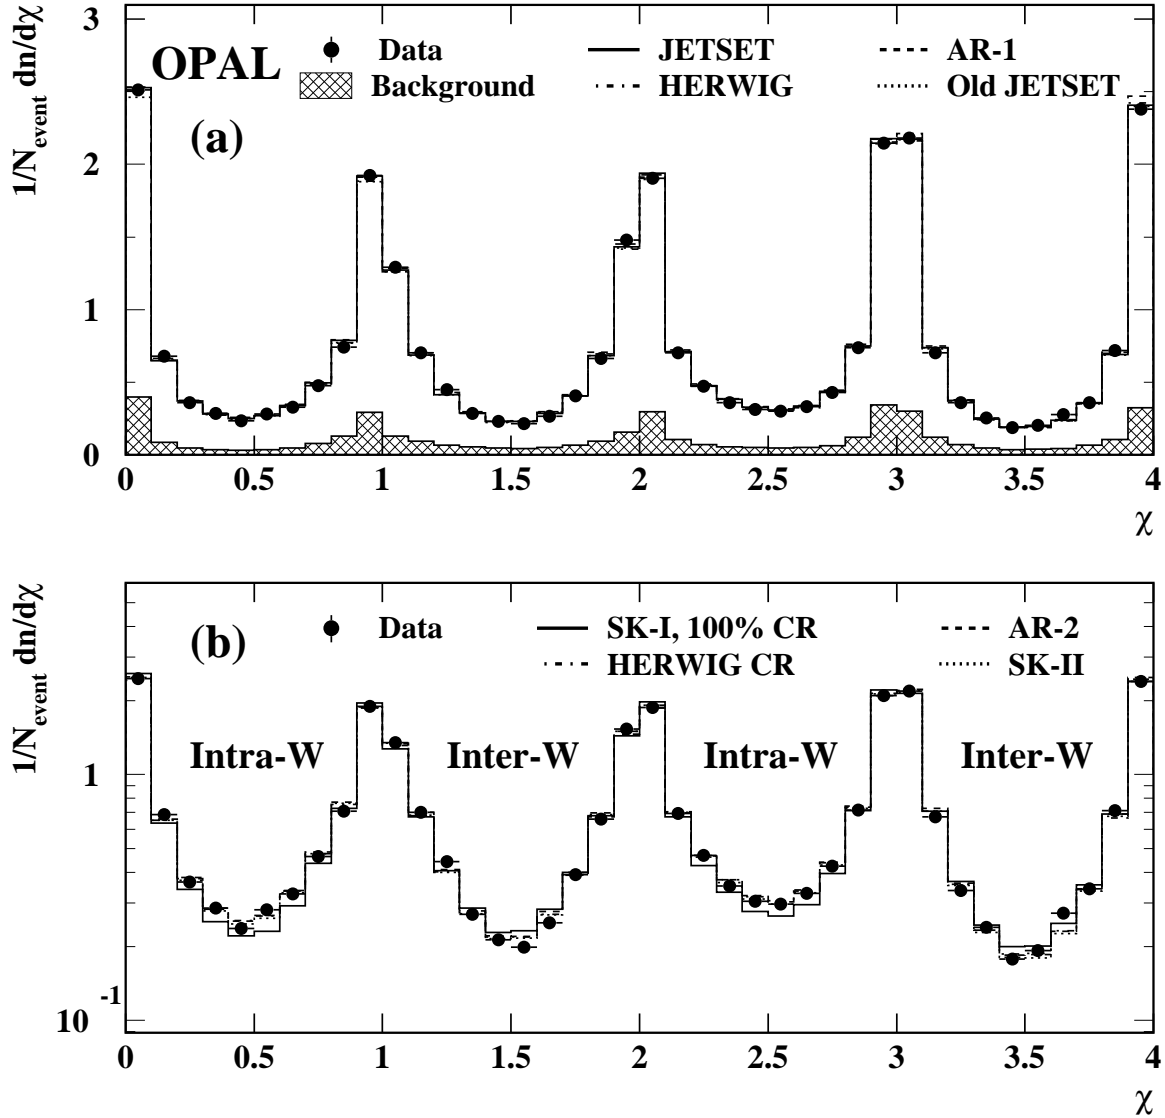 1/N_event dn/dχ
3
2
1
0
OPAL
Data
JETSET
AR-1
Background
HERWIG
Old JETSET
(a)
0 0.5 1 1.5 2 2.5 3 3.5 4
χ
1/N_event dn/dχ
1
10^-1
(b)
Data
SK-I, 100% CR
AR-2
HERWIG CR
SK-II
Intra-W Inter-W Intra-W Inter-W
0 0.5 1 1.5 2 2.5 3 3.5 4
χ